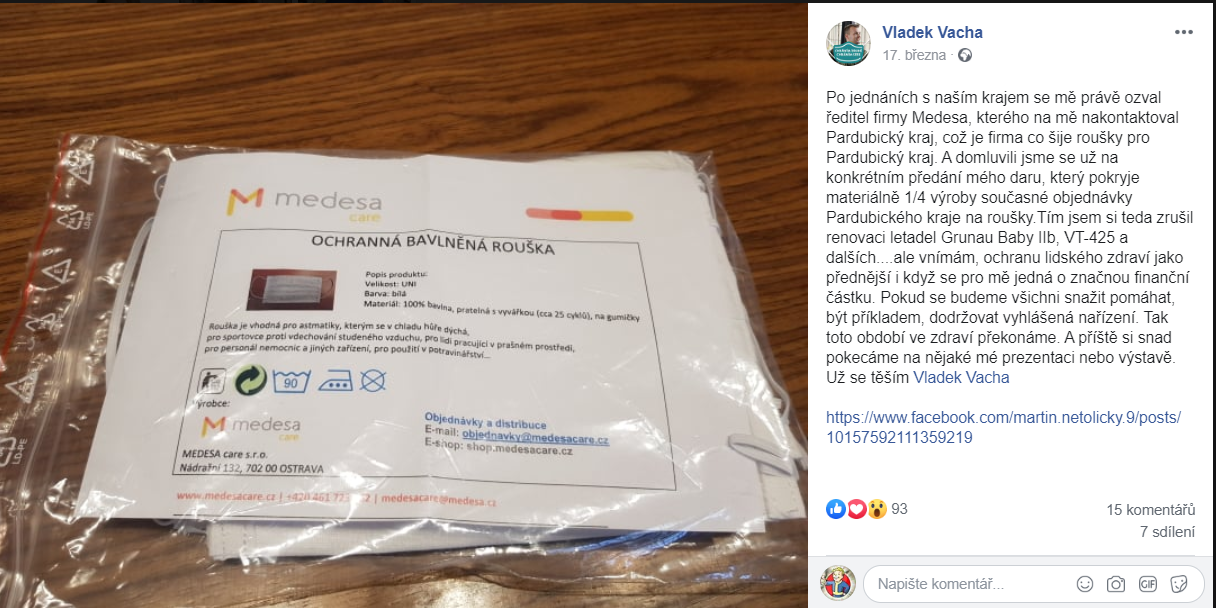 medesa
care
OCHRANNÁ BAVLNĚNÁ ROUŠKA
Popis produktu:
Velikost: UNI
Barva: bílá
Materiál: 100% bavlna, pratelná s vyvářkou (cca 25 cyklů), na gumičky
Rouška je vhodná pro astmatiky, kterým se v chladu hůře dýchá,
pro sportovce proti vdechování studeného vzduchu, pro lidi pracující v prašném prostředí,
pro personál nemocnic a jiných zařízení, pro použití v potravinářství...
90
Výrobce:
medesa
care
MEDESA care s.r.o.
Nádražní 132, 702 00 OSTRAVA
Objednávky a distribuce
E-mail: objednavky@medesacare.cz
E-shop: shop.medesacare.cz
www.medesacare.cz | +420 461 | medesacare@medesa.cz
LD-PE
LD-PE
Vladek Vacha
17. března ·
Po jednáních s naším krajem se mě právě ozval
ředitel firmy Medesa, kterého na mě nakontaktoval
Pardubický kraj, což je firma co šije roušky pro
Pardubický kraj. A domluvili jsme se už na
konkrétním předání mého daru, který pokryje
materiálně 1/4 výroby současné objednávky
Pardubického kraje na roušky.Tím jsem si teda zrušil
renovaci letadel Grunau Baby IIb, VT-425 a
dalších....ale vnímám, ochranu lidského zdraví jako
přednější i když se pro mě jedná o značnou finanční
částku. Pokud se budeme všichni snažit pomáhat,
být příkladem, dodržovat vyhlášená nařízení. Tak
toto období ve zdraví překonáme. A příště si snad
pokecáme na nějaké mé prezentaci nebo výstavě.
Už se těším Vladek Vacha
https://www.facebook.com/martin.netolicky.9/posts/
10157592111359219
93
15 komentářů
7 sdílení
Napište komentář...
GIF